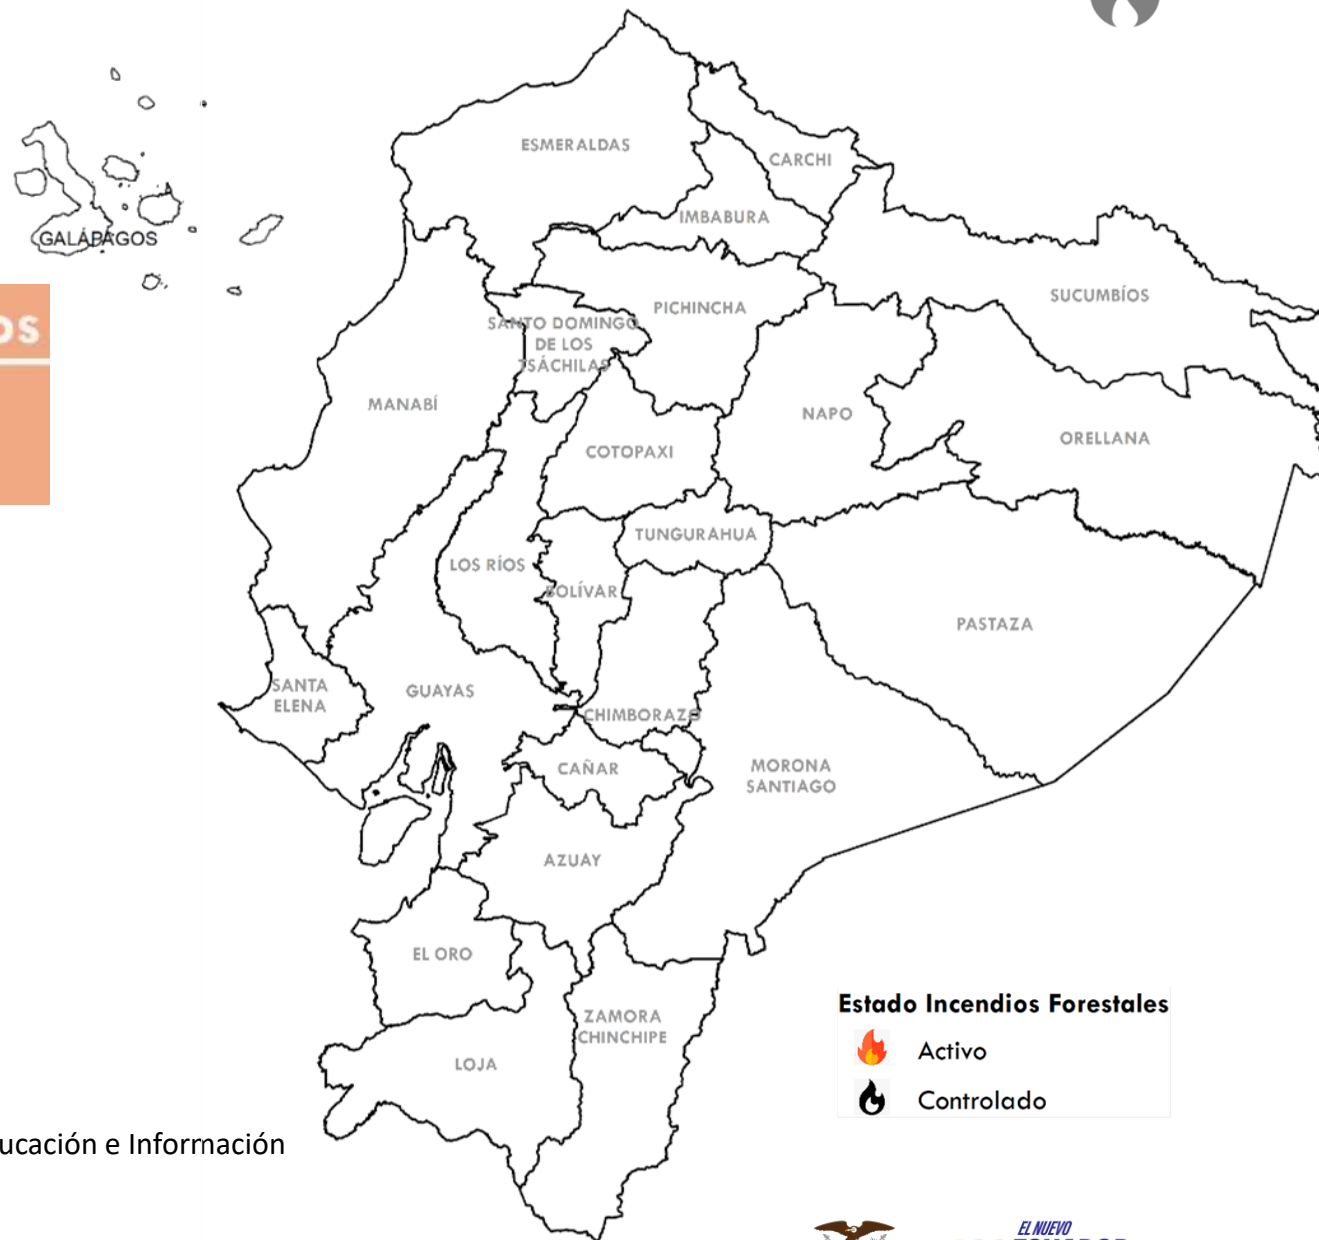 ESMERALDAS
CARCHI
IMBABURA
GALÁPAGOS
SUCUMBÍOS
PICHINCHA
OS
SANTO DOMINGO
DE LOS
TSÁCHILAS
MANABÍ
NAPO
ORELLANA
COTOPAXI
TUNGURAHUA
LOS RÍOS
BOLÍVAR
PASTAZA
SANTA
ELENA
GUAYAS
CHIMBORAZO
CAÑAR
MORONA
SANTIAGO
AZUAY
EL ORO
ZAMORA
CHINCHIPE
LOJA
Estado Incendios Forestales
Activo
Controlado
ucación e Información
EL NUEVO
ECUADOR